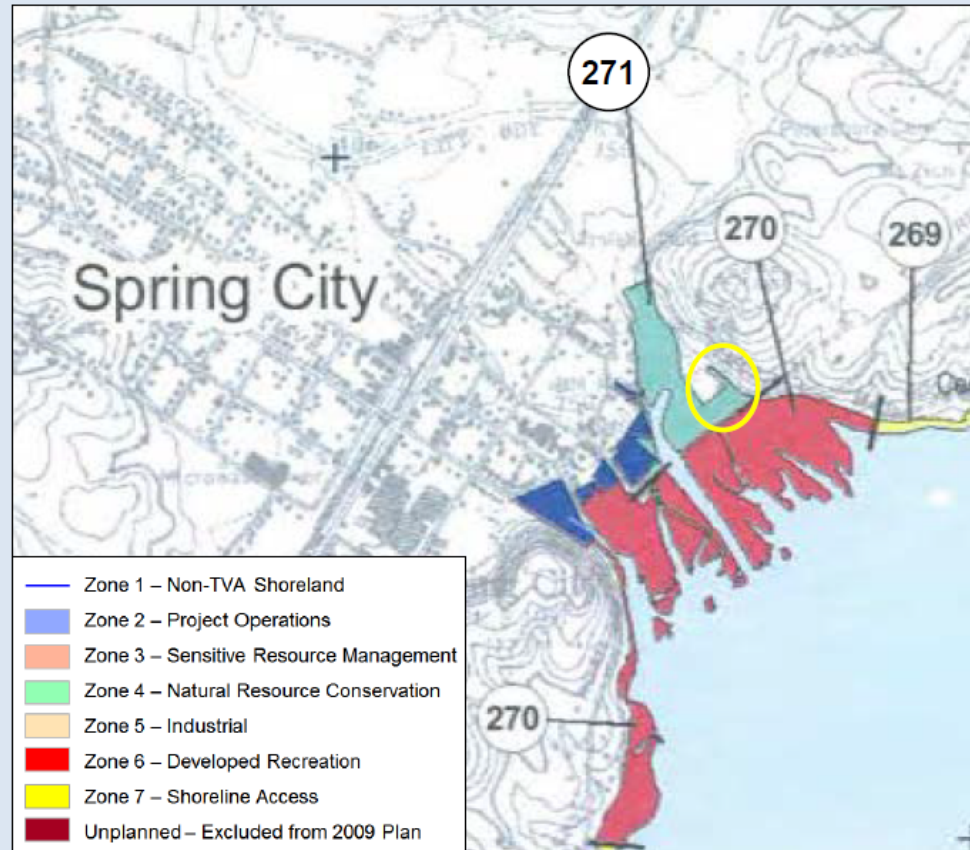 271
270
269
Spring City
270
Zone 1 – Non-TVA Shoreland
Zone 2 – Project Operations
Zone 3 – Sensitive Resource Management
Zone 4 – Natural Resource Conservation
Zone 5 – Industrial
Zone 6 – Developed Recreation
Zone 7 – Shoreline Access
Unplanned – Excluded from 2009 Plan